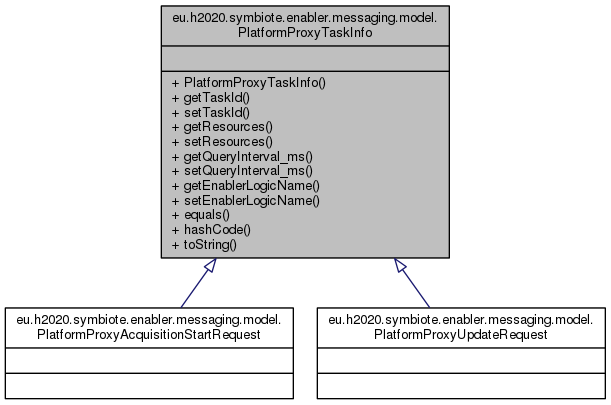 eu.h2020.symbiote.enabler.messaging.model.
PlatformProxyTaskInfo
+ PlatformProxyTaskInfo()
+ getTaskId()
+ setTaskId()
+ getResources()
+ setResources()
+ getQueryInterval_ms()
+ setQueryInterval_ms()
+ getEnablerLogicName()
+ setEnablerLogicName()
+ equals()
+ hashCode()
+ toString()
eu.h2020.symbiote.enabler.messaging.model.
PlatformProxyAcquisitionStartRequest
eu.h2020.symbiote.enabler.messaging.model.
PlatformProxyUpdateRequest